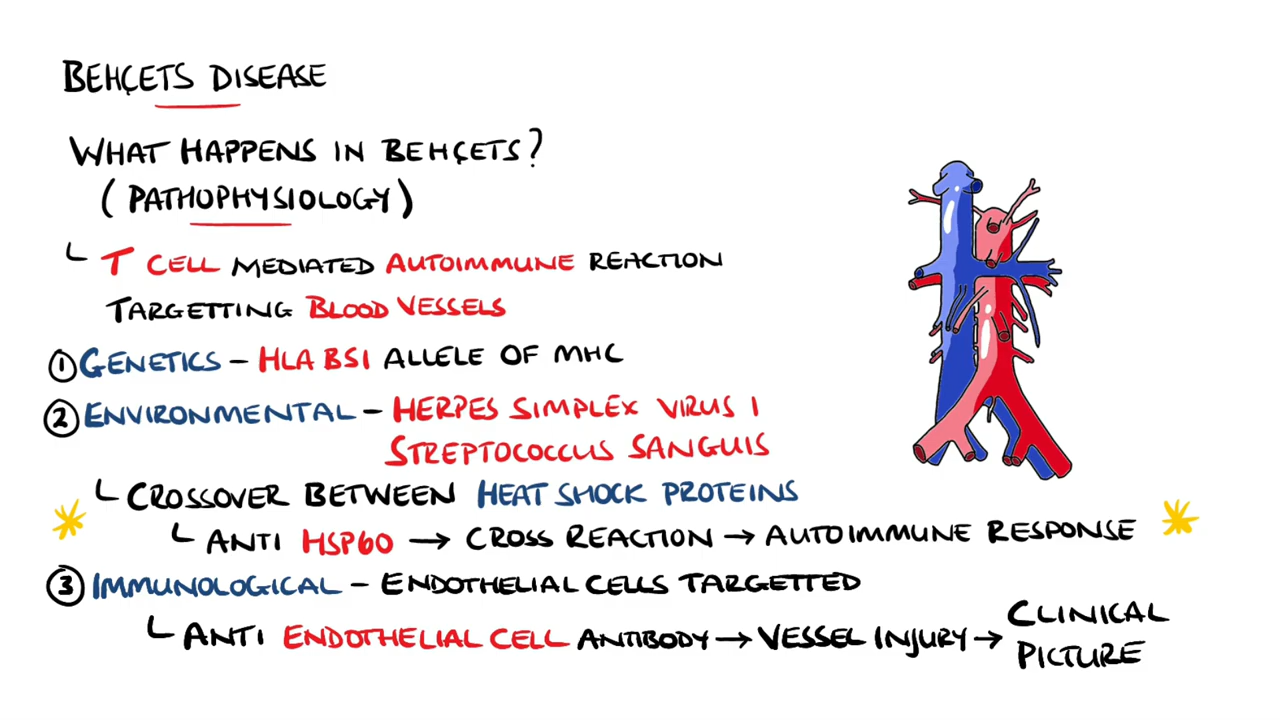 BEHÇETS DISEASE
WHAT HAPPENS IN BEHÇETS?
(PATHOPHYSIOLOGY)
T CELL MEDIATED AUTOIMMUNE REACTION
TARGETTING BLOOD VESSELS
① GENETICS - HLA B51 ALLELE OF MHC
② ENVIRONMENTAL - HERPES SIMPLEX VIRUS 1
STREPTOCOCCUS SANGUIS
CROSSOVER BETWEEN HEAT SHOCK PROTEINS
ANTI HSP60 → CROSS REACTION → AUTOIMMUNE RESPONSE
③ IMMUNOLOGICAL - ENDOTHELIAL CELLS TARGETTED
ANTI ENDOTHELIAL CELL ANTIBODY → VESSEL INJURY → CLINICAL
PICTURE